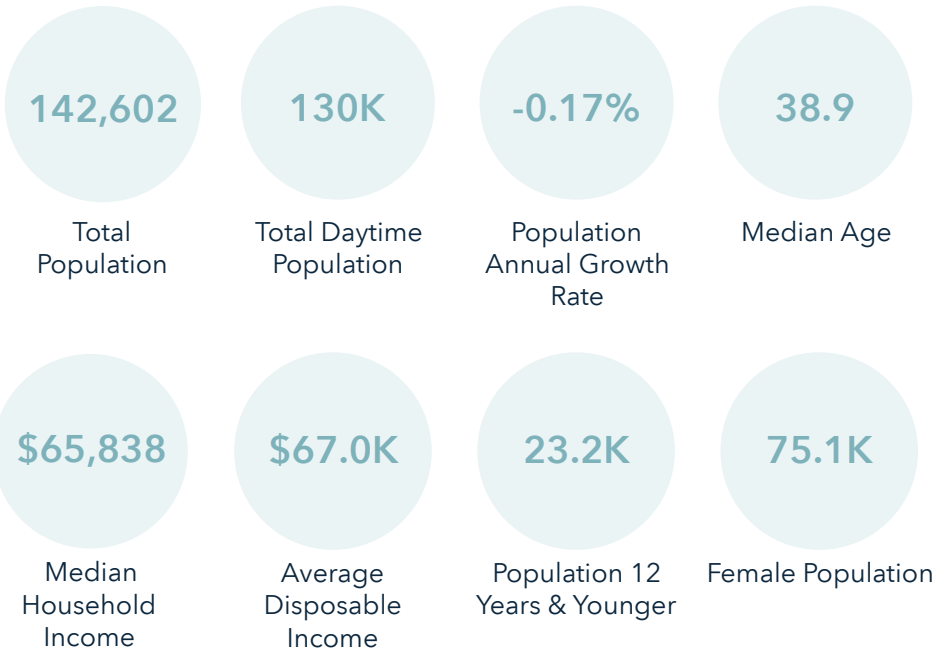 142,602
Total
Population
130K
Total Daytime
Population
-0.17%
Population
Annual Growth
Rate
38.9
Median Age
$65,838
Median
Household
Income
$67.0K
Average
Disposable
Income
23.2K
Population 12
Years & Younger
75.1K
Female Population